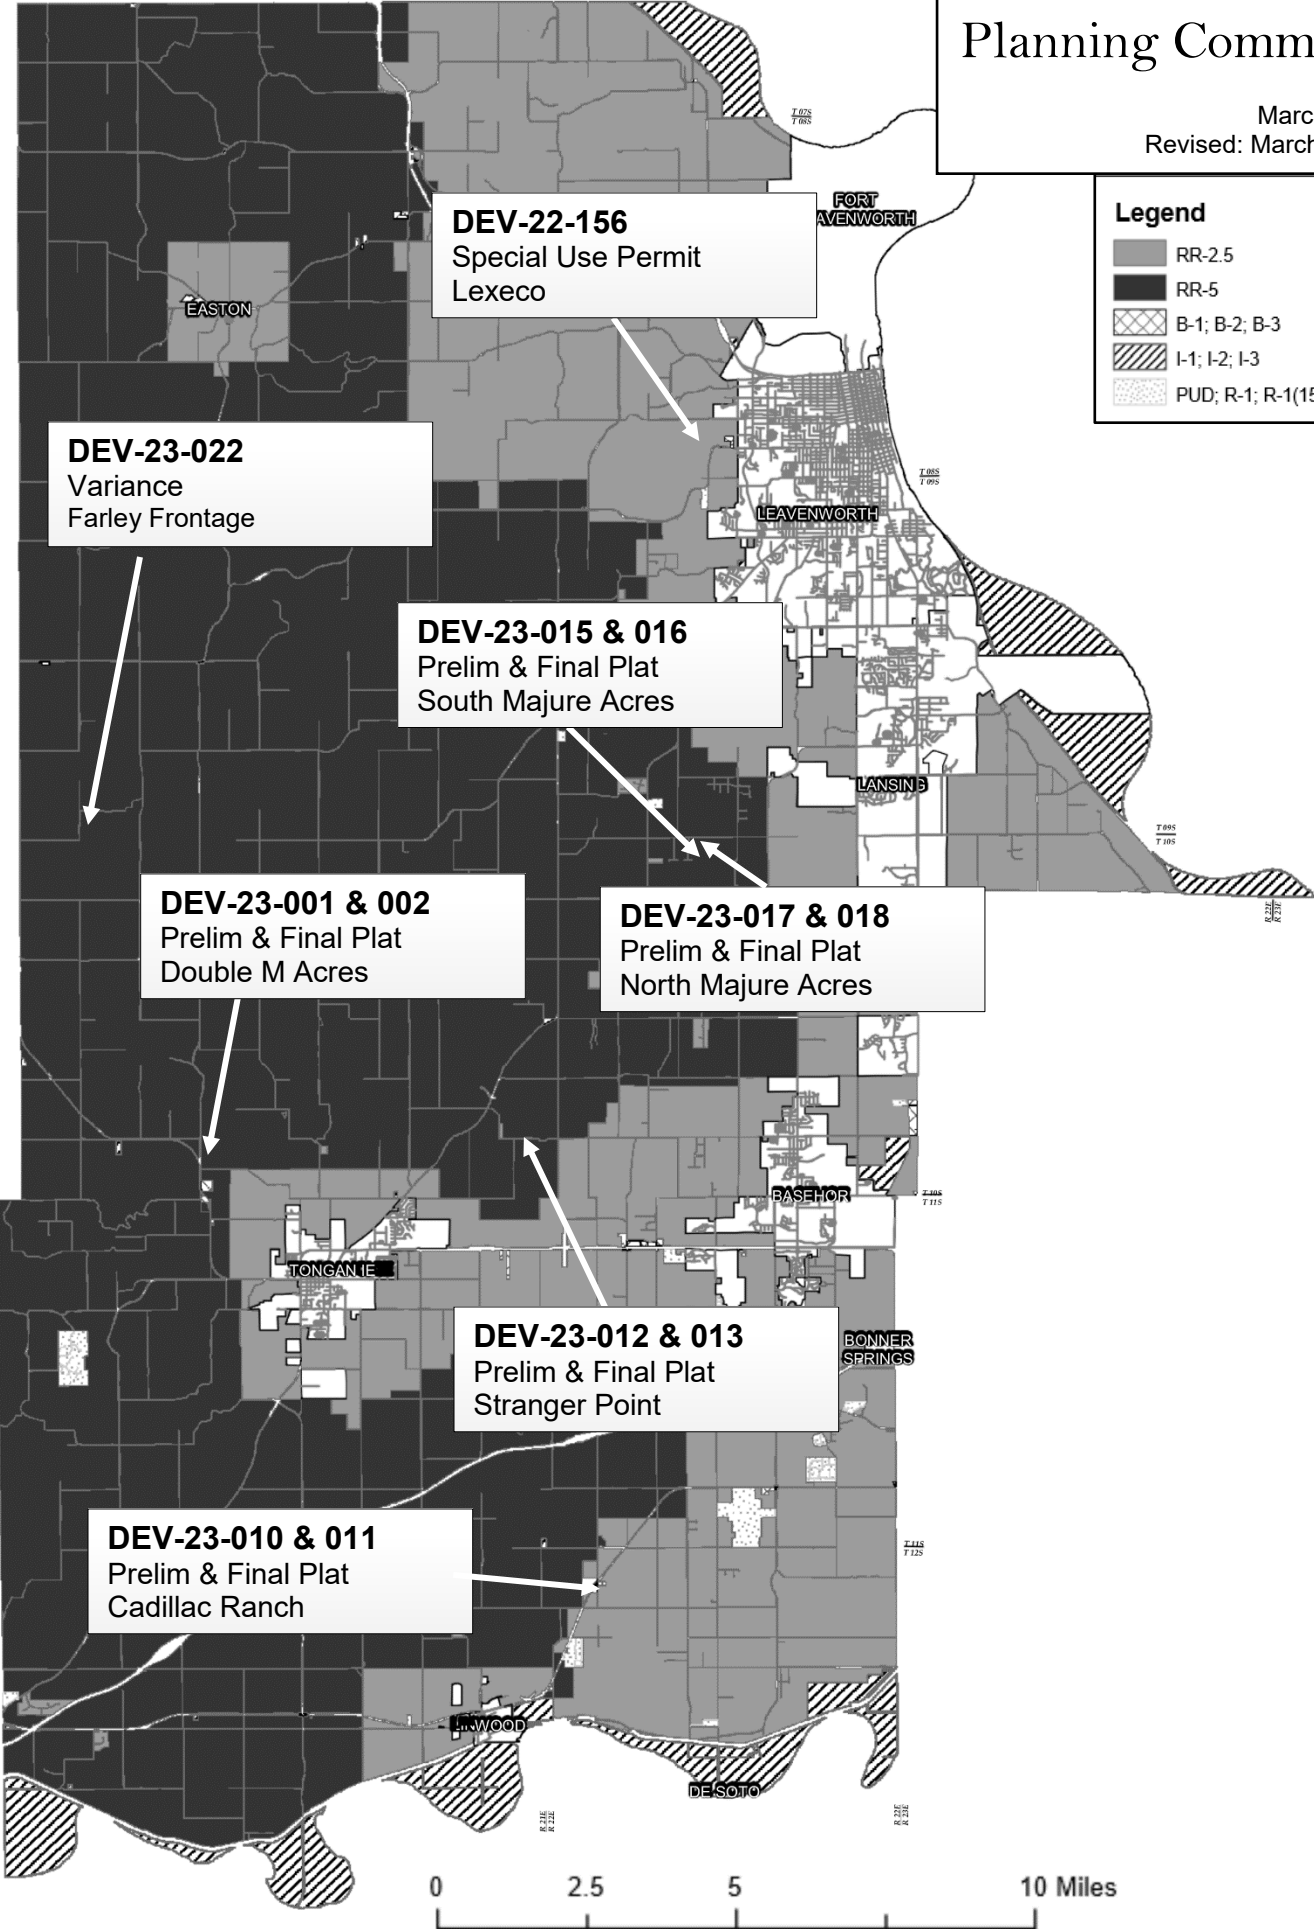 Planning Comm
Marc
Revised: March
T 07S
T 08S
FORT
AVENWORTH
Legend
RR-2.5
RR-5
B-1; B-2; B-3
I-1; I-2; I-3
PUD; R-1; R-1(15
DEV-22-156
Special Use Permit
Lexeco
EASTON
DEV-23-022
Variance
Farley Frontage
T 08S
T 09S
LEAVENWORTH
DEV-23-015 & 016
Prelim & Final Plat
South Majure Acres
LANSING
T 09S
T 10S
DEV-23-001 & 002
Prelim & Final Plat
Double M Acres
DEV-23-017 & 018
Prelim & Final Plat
North Majure Acres
R 22E
R 23E
BASEHOR
T 10S
T 11S
TONGAN IE
DEV-23-012 & 013
Prelim & Final Plat
Stranger Point
BONNER
SPRINGS
DEV-23-010 & 011
Prelim & Final Plat
Cadillac Ranch
T 11S
T 12S
LINWOOD
DE SOTO
R 21E
R 22E
R 22E
R 23E
0 2.5 5 10 Miles